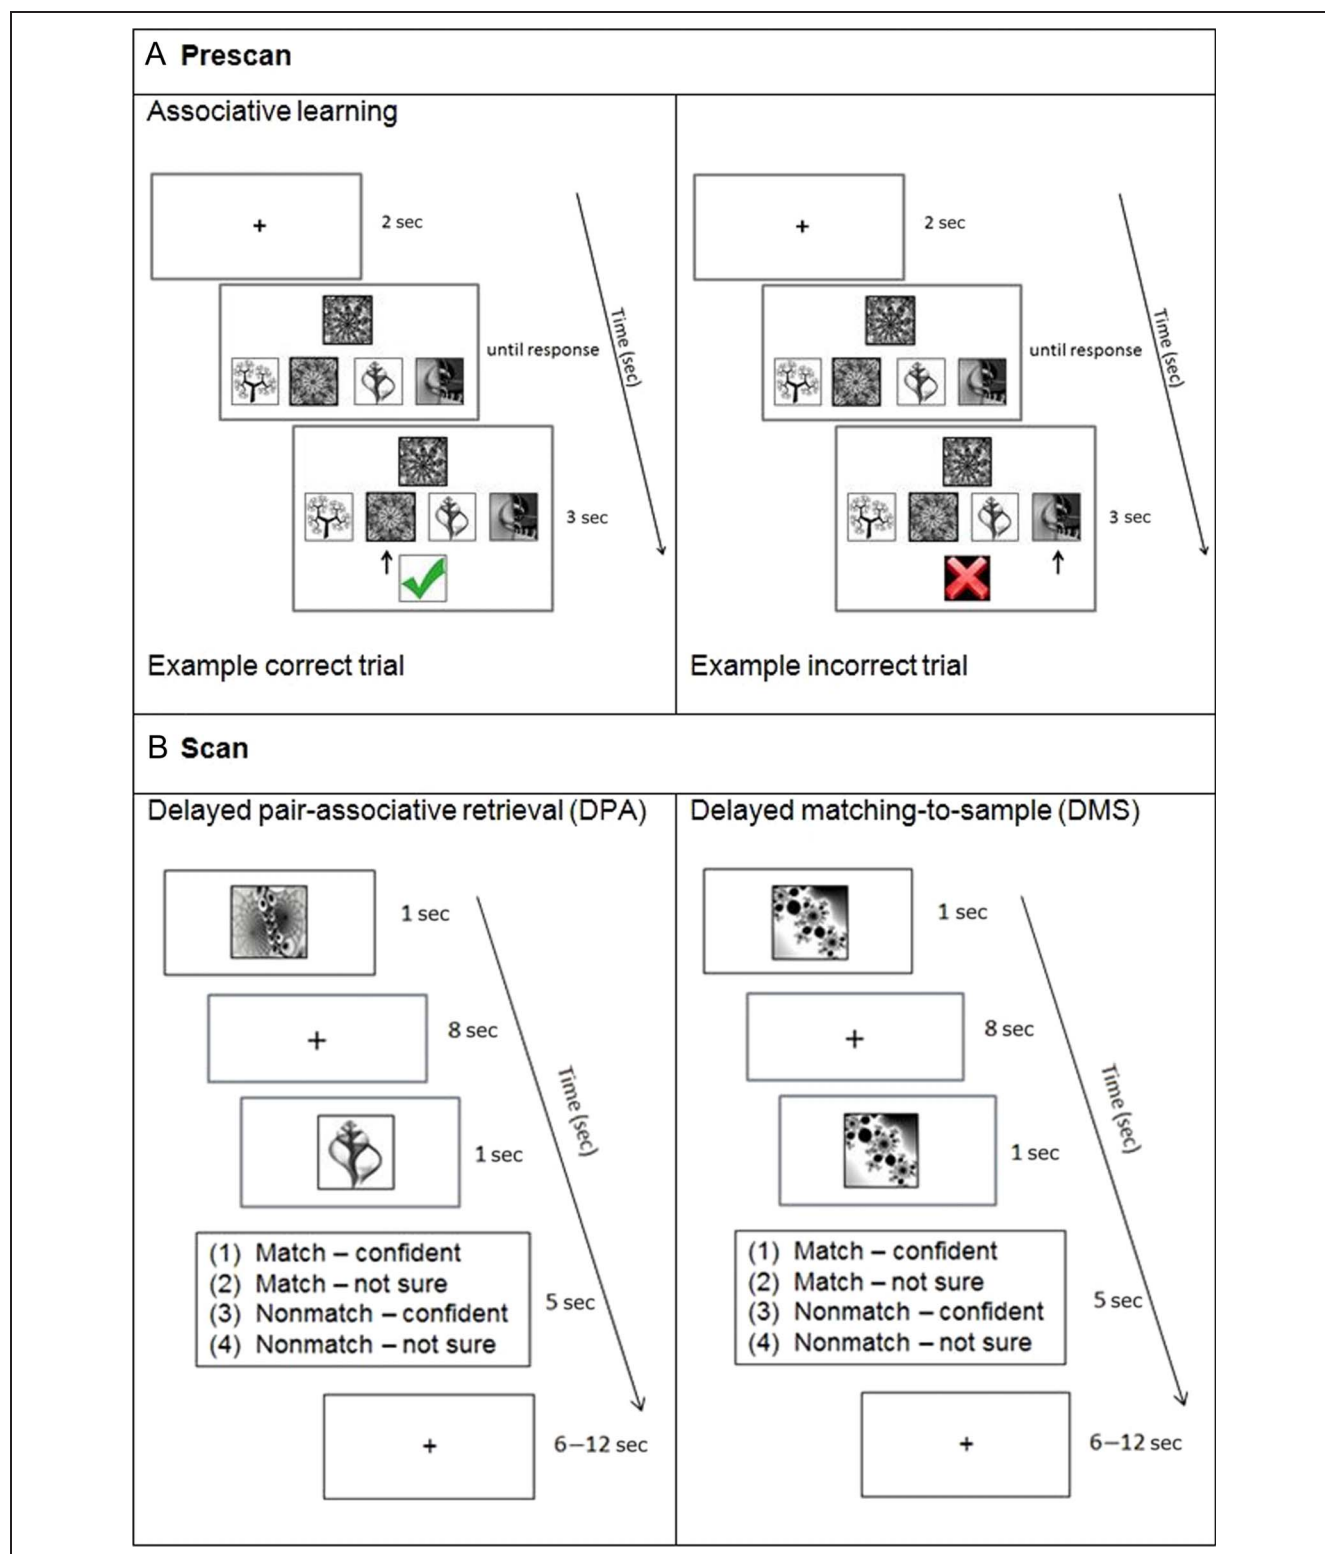 A Prescan
Associative learning
+
2 sec
until response
3 sec
Time (sec)
Example correct trial
+
2 sec
until response
3 sec
Time (sec)
Example incorrect trial
B Scan
Delayed pair-associative retrieval (DPA)
1 sec
+
8 sec
1 sec
(1) Match – confident
(2) Match – not sure
(3) Nonmatch – confident
(4) Nonmatch – not sure
5 sec
+
6–12 sec
Time (sec)
Delayed matching-to-sample (DMS)
1 sec
+
8 sec
1 sec
(1) Match – confident
(2) Match – not sure
(3) Nonmatch – confident
(4) Nonmatch – not sure
5 sec
+
6–12 sec
Time (sec)